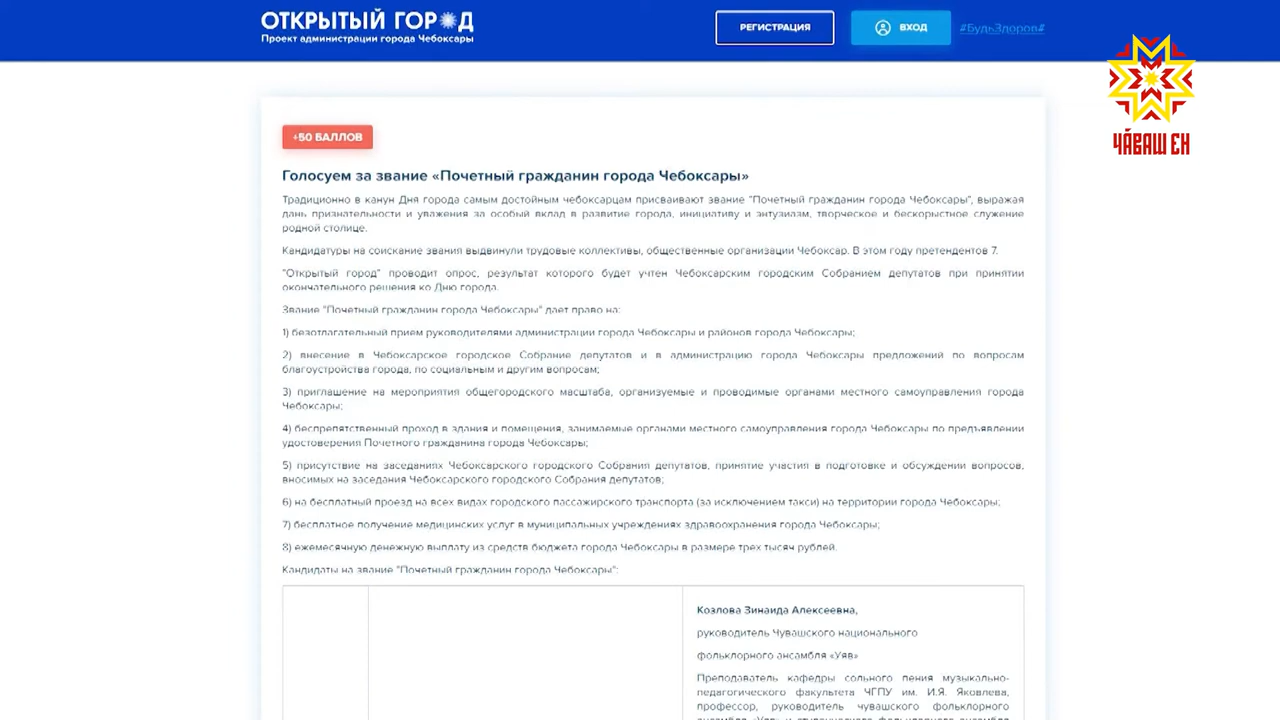 ОТКРЫТЫЙ ГОРОД
Проект администрации города Чебоксары
РЕГИСТРАЦИЯ
ВХОД
#БудьЗдоров#
ЧӐВАШ ЕН
+50 БАЛЛОВ
Голосуем за звание «Почетный гражданин города Чебоксары»
Традиционно в канун Дня города самым достойным чебоксарцам присваивают звание "Почетный гражданин города Чебоксары", выражая
дань признательности и уважения за особый вклад в развитие города, инициативу и энтузиазм, творческое и бескорыстное служение
родной столице.
Кандидатуры на соискание звания выдвинули трудовые коллективы, общественные организации Чебоксар. В этом году претендентов 7.
"Открытый город" проводит опрос, результат которого будет учтен Чебоксарским городским Собранием депутатов при принятии
окончательного решения ко Дню города.
Звание "Почетный гражданин города Чебоксары" дает право на:
1) безотлагательный прием руководителями администрации города Чебоксары и районов города Чебоксары;
2) внесение в Чебоксарское городское Собрание депутатов и в администрацию города Чебоксары предложений по вопросам
благоустройства города, по социальным и другим вопросам;
3) приглашение на мероприятия общегородского масштаба, организуемые и проводимые органами местного самоуправления города
Чебоксары;
4) беспрепятственный проход в здания и помещения, занимаемые органами местного самоуправления города Чебоксары по предъявлении
удостоверения Почетного гражданина города Чебоксары;
5) присутствие на заседаниях Чебоксарского городского Собрания депутатов, принятие участия в подготовке и обсуждении вопросов,
вносимых на заседания Чебоксарского городского Собрания депутатов;
6) на бесплатный проезд на всех видах городского пассажирского транспорта (за исключением такси) на территории города Чебоксары;
7) бесплатное получение медицинских услуг в муниципальных учреждениях здравоохранения города Чебоксары;
8) ежемесячную денежную выплату из средств бюджета города Чебоксары в размере трех тысяч рублей.
Кандидаты на звание "Почетный гражданин города Чебоксары":
Козлова Зинаида Алексеевна,
руководитель Чувашского национального
фольклорного ансамбля «Уяв»
Преподаватель кафедры сольного пения музыкально-
педагогического факультета ЧГПУ им. И.Я. Яковлева,
профессор, руководитель чувашского фольклорного
ансамбля «Уяв» и студенческого фольклорного ансамбля